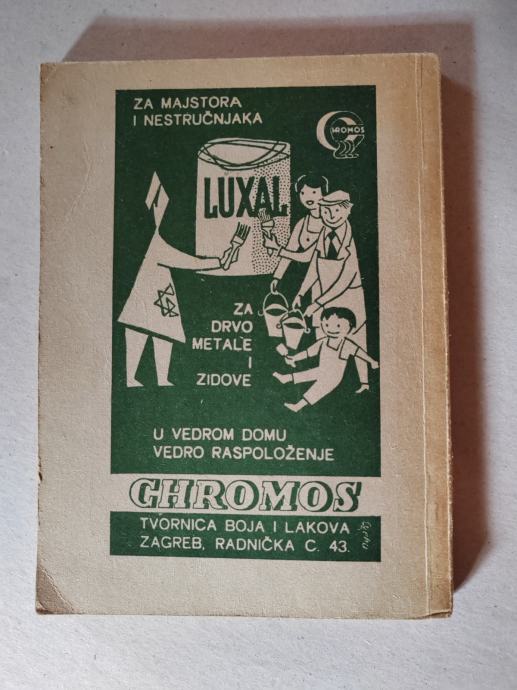 ZA MAJSTORA
I NESTRUČNJAKA
CHROMOS
LUXAL
ZA
DRVO
METALE
I
ZIDOVE
U VEDROM DOMU
VEDRO RASPOLOŽENJE
CHROMOS
TVORNICA BOJA I LAKOVA
ZAGREB, RADNIČKA C. 43.